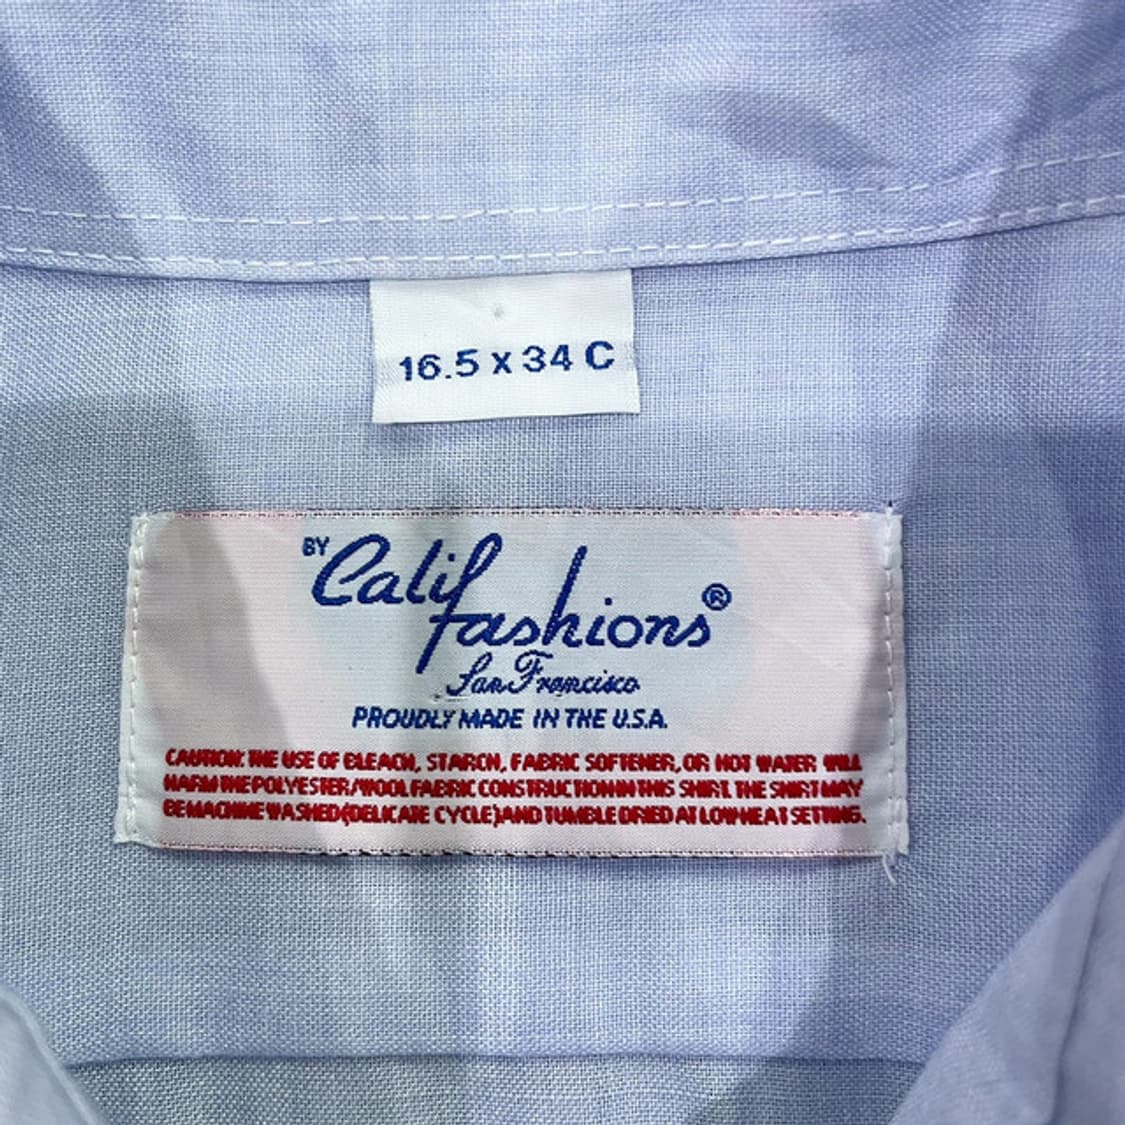 16.5 x 34 C
BY Calif
fashions®
San Francisco
PROUDLY MADE IN THE U.S.A.
CAUTION: THE USE OF BLEACH, STARCH, FABRIC SOFTENER, OR HOT WATER WILL
HARM THE POLYESTER/WOOL FABRIC CONSTRUCTION IN THIS SHIRT. THE SHIRT MAY
BE MACHINE WASHED (DELICATE CYCLE) AND TUMBLE DRIED AT LOW HEAT SETTING.